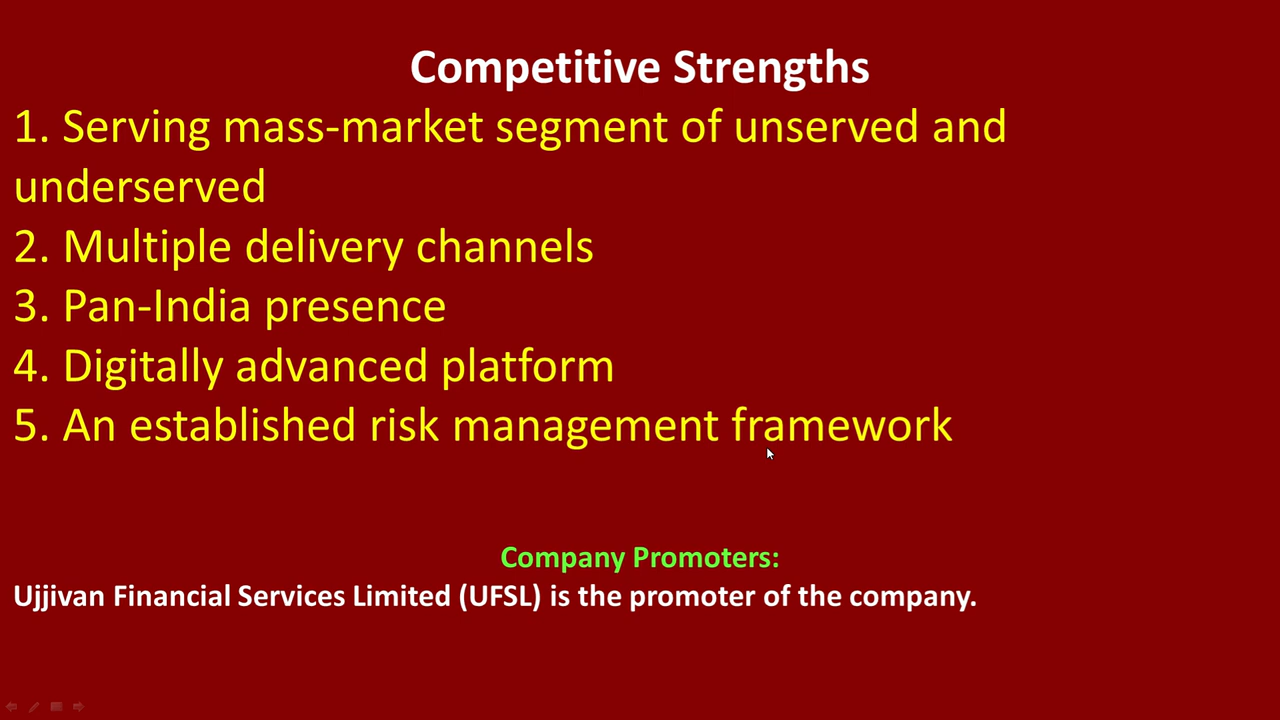 Competitive Strengths
1. Serving mass-market segment of unserved and
underserved
2. Multiple delivery channels
3. Pan-India presence
4. Digitally advanced platform
5. An established risk management framework
Company Promoters:
Ujjivan Financial Services Limited (UFSL) is the promoter of the company.